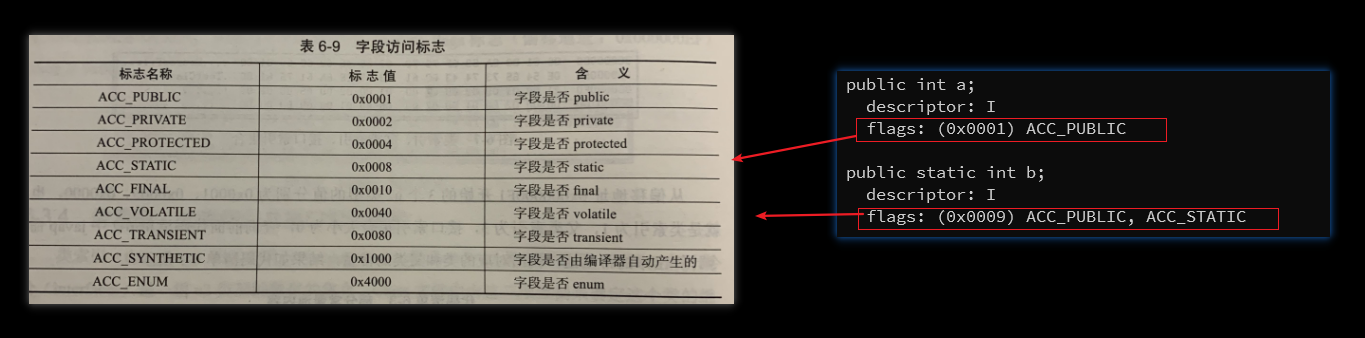 表 6-9 字段访问标志
标志名称 标 志 值 含 义
ACC_PUBLIC 0x0001 字段是否 public
ACC_PRIVATE 0x0002 字段是否 private
ACC_PROTECTED 0x0004 字段是否 protected
ACC_STATIC 0x0008 字段是否 static
ACC_FINAL 0x0010 字段是否 final
ACC_VOLATILE 0x0040 字段是否 volatile
ACC_TRANSIENT 0x0080 字段是否 transient
ACC_SYNTHETIC 0x1000 字段是否由编译器自动产生的
ACC_ENUM 0x4000 字段是否 enum
public int a;
descriptor: I
flags: (0x0001) ACC_PUBLIC
public static int b;
descriptor: I
flags: (0x0009) ACC_PUBLIC, ACC_STATIC